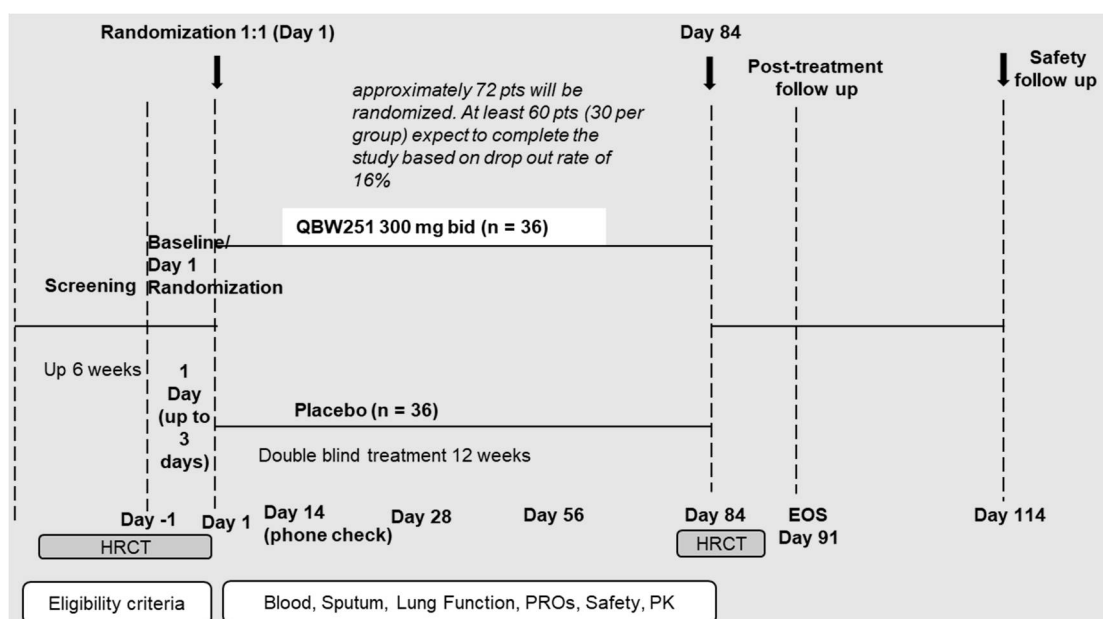 Randomization 1:1 (Day 1)
Day 84
Post-treatment
follow up
Safety
follow up
approximately 72 pts will be
randomized. At least 60 pts (30 per
group) expect to complete the
study based on drop out rate of
16%
QBW251 300 mg bid (n = 36)
Baseline/
Day 1
Randomization
Screening
Up 6 weeks
1
Day
(up to
3
days)
Placebo (n = 36)
Double blind treatment 12 weeks
Day -1
Day 1
Day 14
(phone check)
Day 28
Day 56
Day 84
EOS
Day 91
Day 114
HRCT
HRCT
Eligibility criteria
Blood, Sputum, Lung Function, PROs, Safety, PK